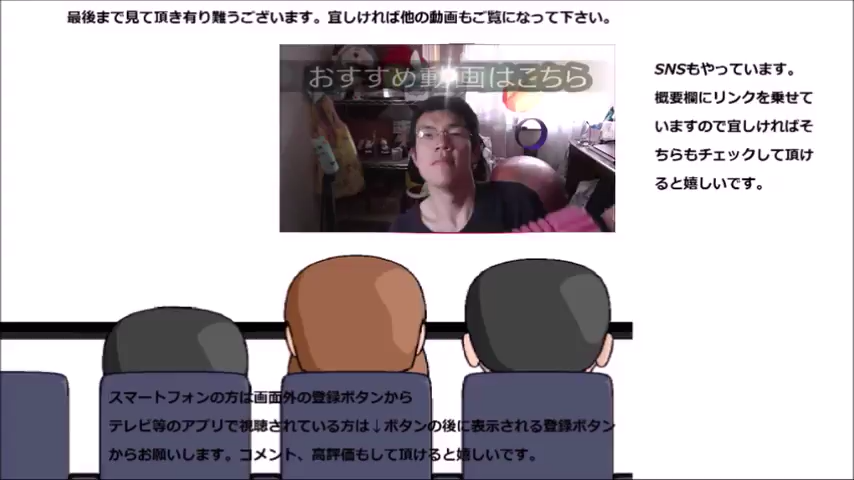 最後まで見て頂き有り難うございます。宜しければ他の動画もご覧になって下さい。
おすすめ動画はこちら
SNSもやっています。
概要欄にリンクを乗せて
いますので宜しければそ
ちらもチェックして頂け
ると嬉しいです。
スマートフォンの方は画面外の登録ボタンから
テレビ等のアプリで視聴されている方は↓ボタンの後に表示される登録ボタン
からお願いします。コメント、高評価もして頂けると嬉しいです。